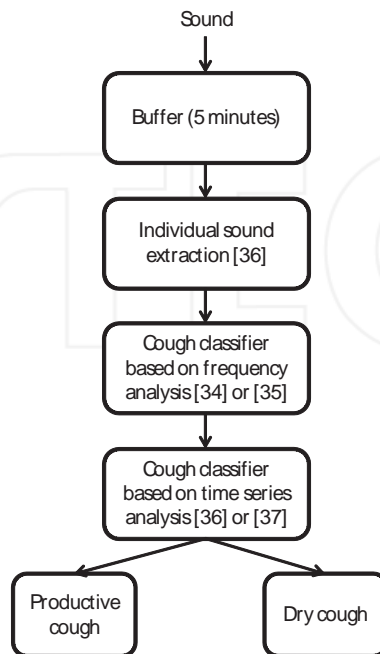 Sound
Buffer (5 minutes)
Individual sound
extraction [36]
Cough classifier
based on frequency
analysis [34] or [35]
Cough classifier
based on time series
analysis [36] or [37]
Productive
cough
Dry cough